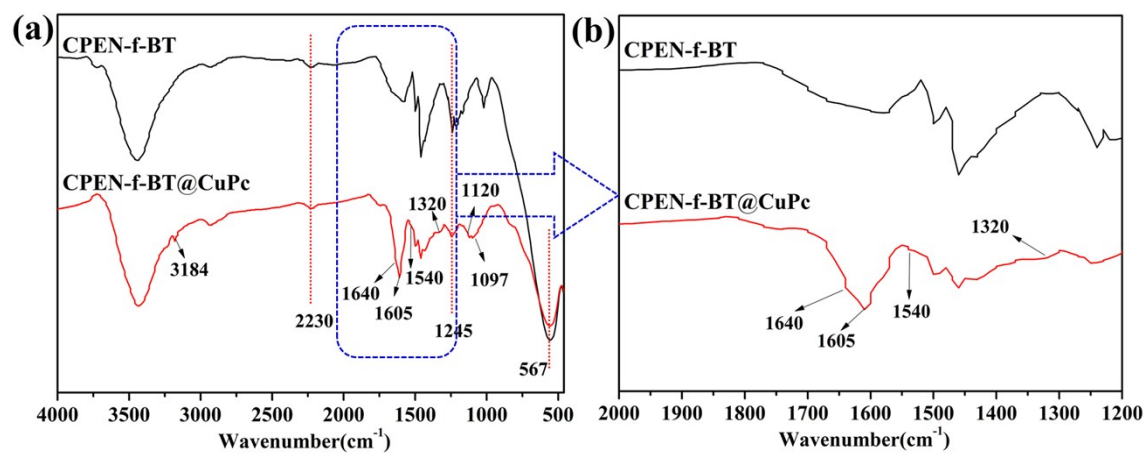 (a)
CPEN-f-BT
CPEN-f-BT@CuPc
3184
2230
1640
1605
1540
1320
1245
1120
1097
567
4000 3500 3000 2500 2000 1500 1000 500
Wavenumber(cm-1)
(b)
CPEN-f-BT
CPEN-f-BT@CuPc
1640
1605
1540
1320
2000 1900 1800 1700 1600 1500 1400 1300 1200
Wavenumber(cm-1)